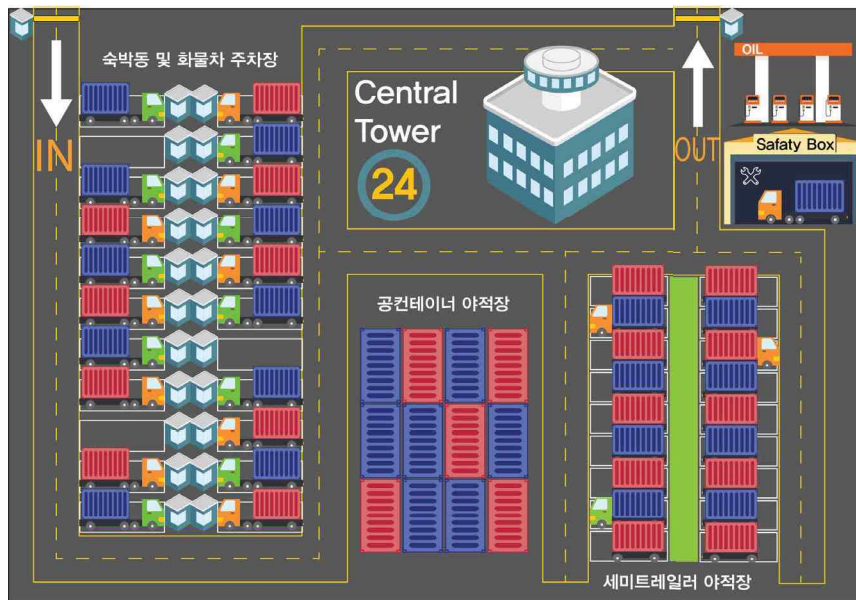 숙박동 및 화물차 주차장
IN
Central
Tower
24
OUT
OIL
Safaty Box
공컨테이너 야적장
세미트레일러 야적장